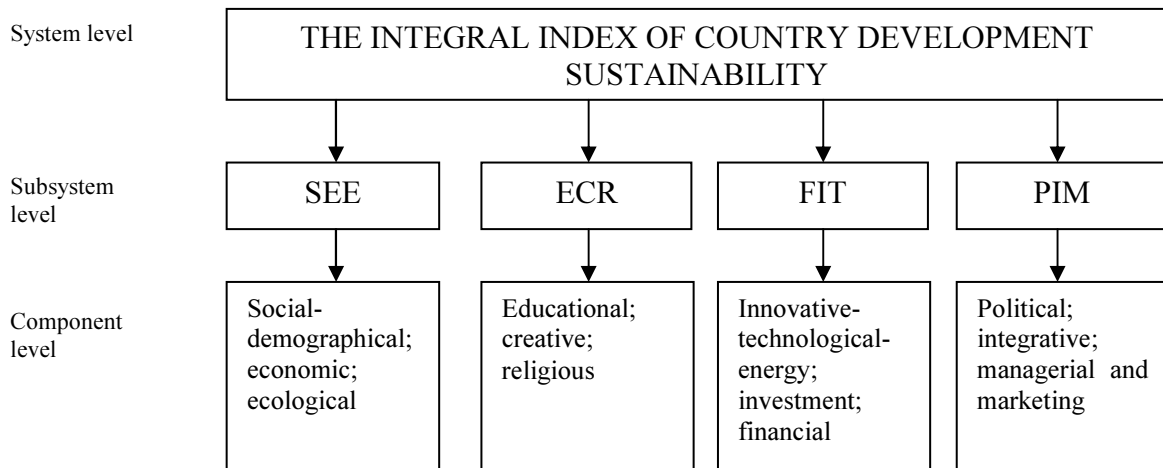 System level
THE INTEGRAL INDEX OF COUNTRY DEVELOPMENT
SUSTAINABILITY
Subsystem
level
SEE
ECR
FIT
PIM
Component
level
Social-
demographical;
economic;
ecological
Educational;
creative;
religious
Innovative-
technological-
energy;
investment;
financial
Political;
integrative;
managerial and
marketing